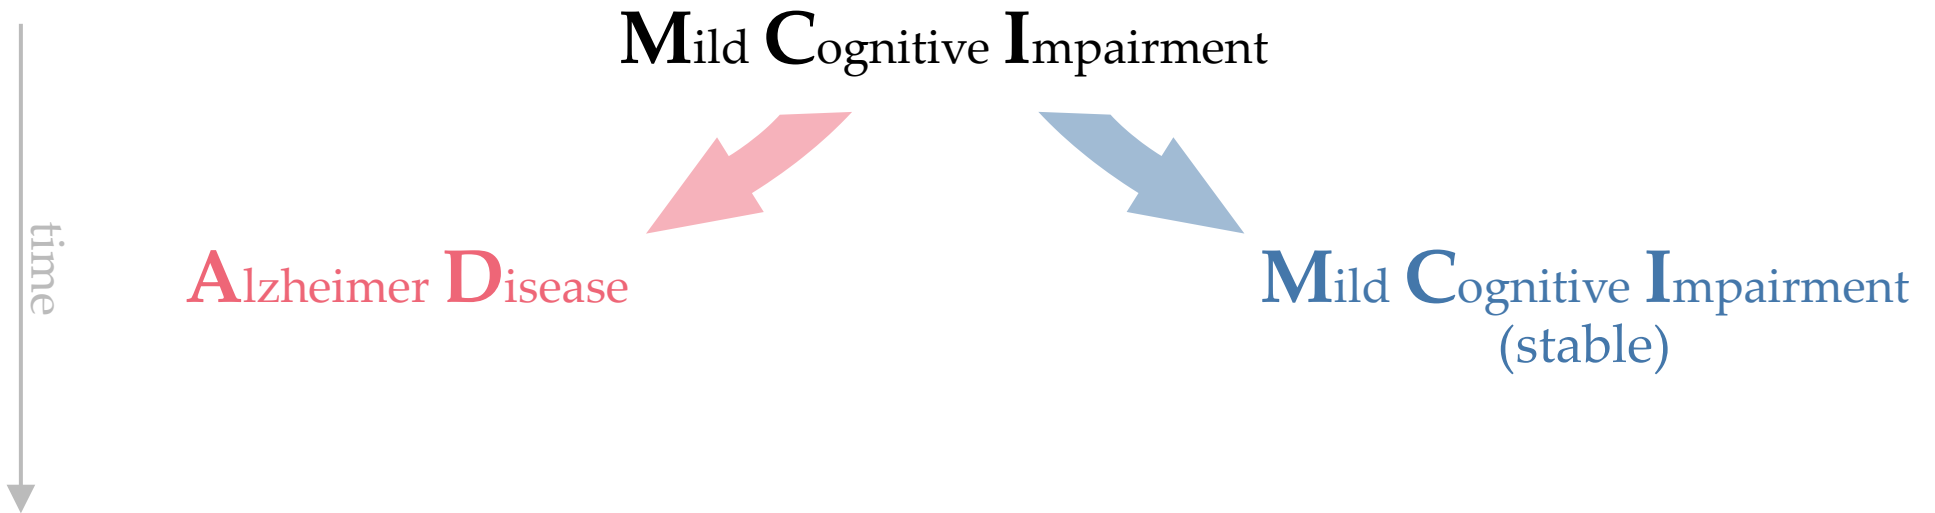 Mild Cognitive Impairment
time
Alzheimer Disease
Mild Cognitive Impairment
(stable)